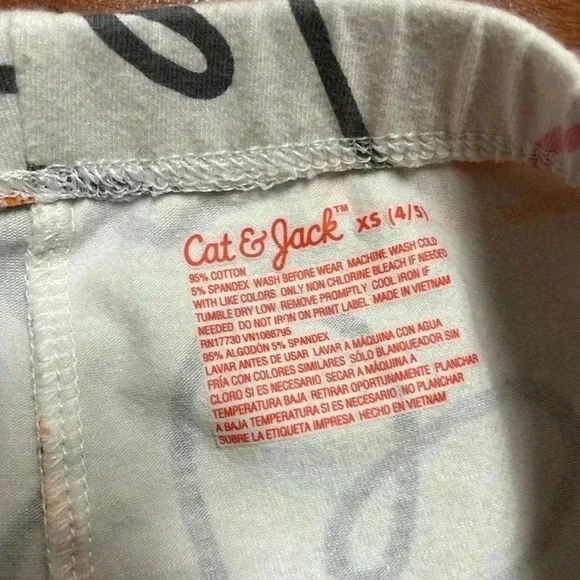 Cat & Jack™ XS (4/5)
95% COTTON
5% SPANDEX WASH BEFORE WEAR MACHINE WASH COLD
WITH LIKE COLORS ONLY NON CHLORINE BLEACH IF NEEDED
TUMBLE DRY LOW REMOVE PROMPTLY COOL IRON IF
NEEDED DO NOT IRON ON PRINT LABEL MADE IN VIETNAM
RN17730 VN1068795
95% ALGODÓN 5% SPANDEX
LAVAR ANTES DE USAR LAVAR A MÁQUINA CON AGUA
FRÍA CON COLORES SIMILARES SÓLO BLANQUEADOR SIN
CLORO SI ES NECESARIO SECAR A MÁQUINA A
TEMPERATURA BAJA RETIRAR OPORTUNAMENTE PLANCHAR
A BAJA TEMPERATURA SI ES NECESARIO NO PLANCHAR
SOBRE LA ETIQUETA IMPRESA HECHO EN VIETNAM